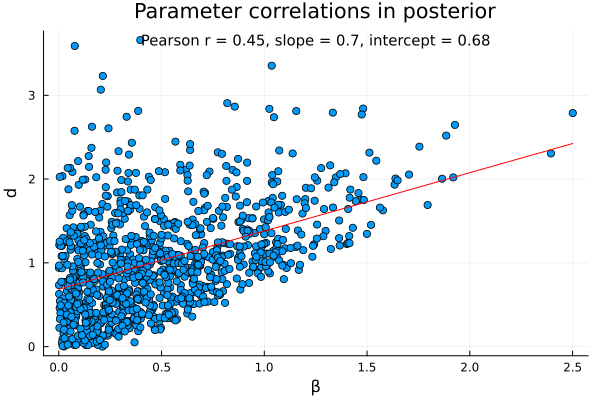 Parameter correlations in posterior
Pearson r = 0.45, slope = 0.7, intercept = 0.68
3
2
1
0
d
0.0 0.5 1.0 1.5 2.0 2.5
β